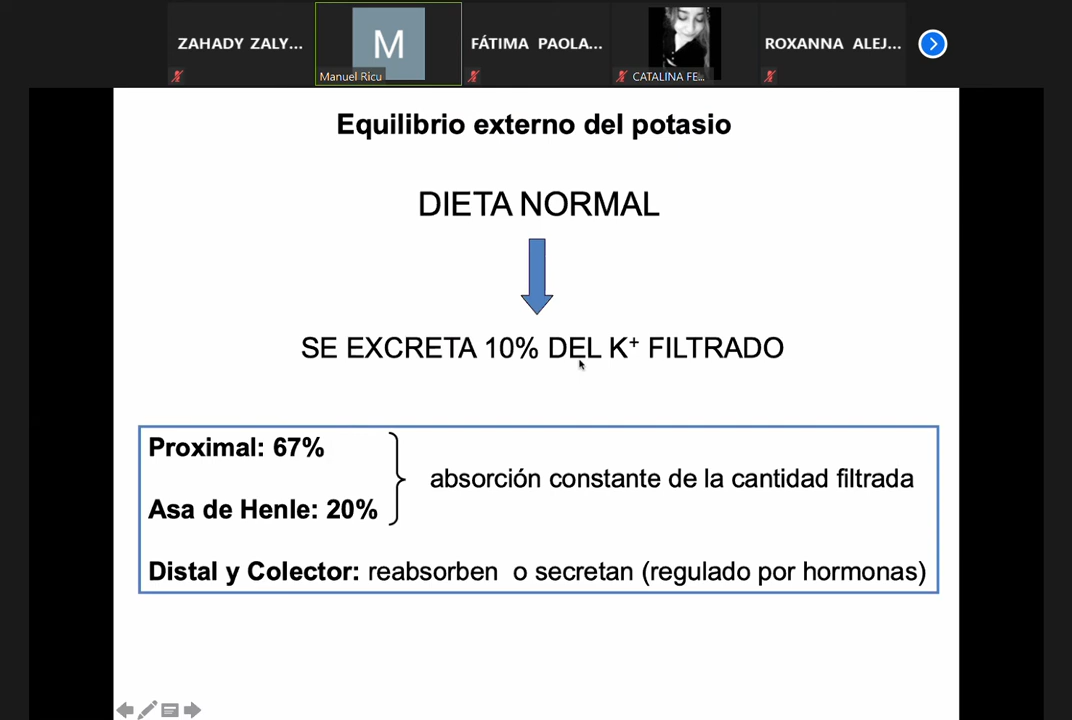 ZAHADY ZALY...
M
Manuel Ricu
FÁTIMA PAOLA...
CATALINA FE...
ROXANNA ALEJ...
Equilibrio externo del potasio
DIETA NORMAL
SE EXCRETA 10% DEL K⁺ FILTRADO
Proximal: 67%
absorción constante de la cantidad filtrada
Asa de Henle: 20%
Distal y Colector: reabsorben o secretan (regulado por hormonas)